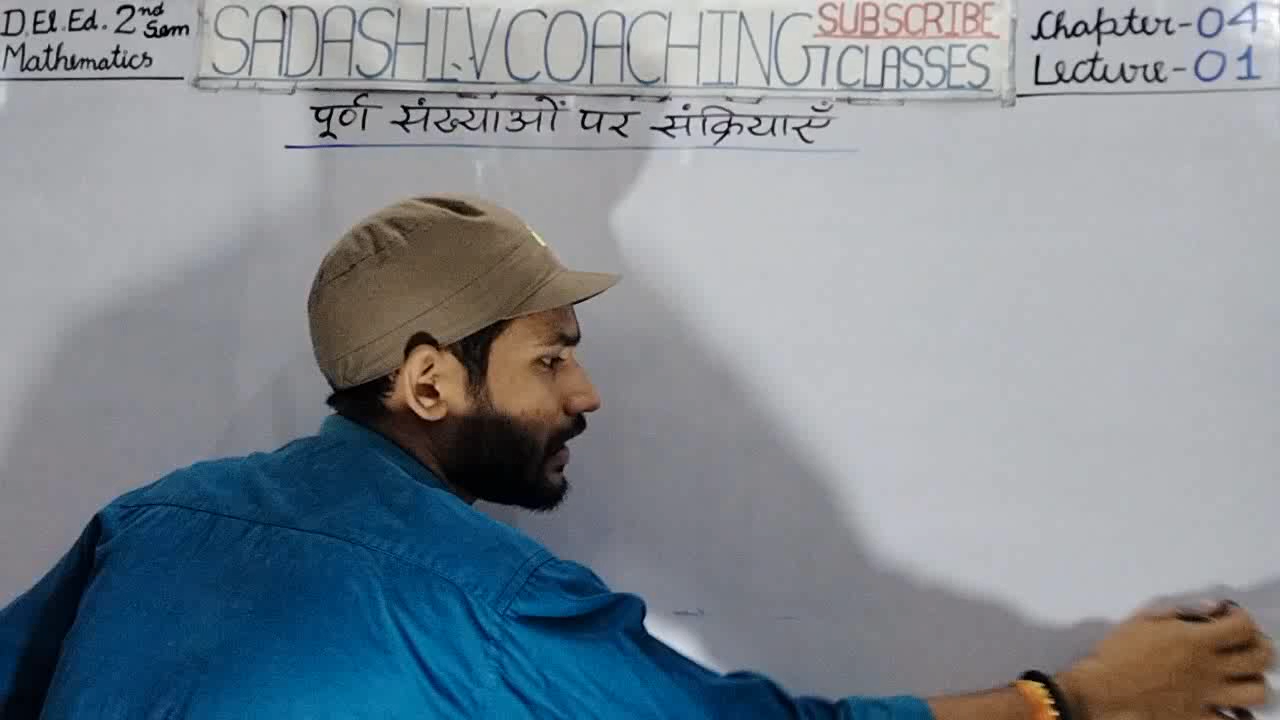 D.El.Ed. 2nd Sem
Mathematics
SADASHIV COACHING CLASSES
SUBSCRIBE
Chapter-04
Lecture-01
पूर्ण संख्याओं पर संक्रियाएँ